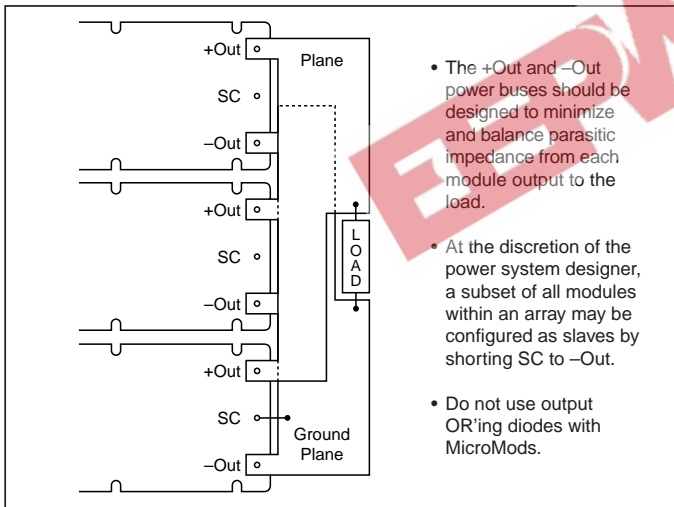 +Out
Plane
SC
–Out
+Out
SC
–Out
+Out
SC
Ground
Plane
–Out
LOAD
• The +Out and –Out
power buses should be
designed to minimize
and balance parasitic
impedance from each
module output to the
load.
• At the discretion of the
power system designer,
a subset of all modules
within an array may be
configured as slaves by
shorting SC to –Out.
• Do not use output
OR'ing diodes with
MicroMods.
EEPW